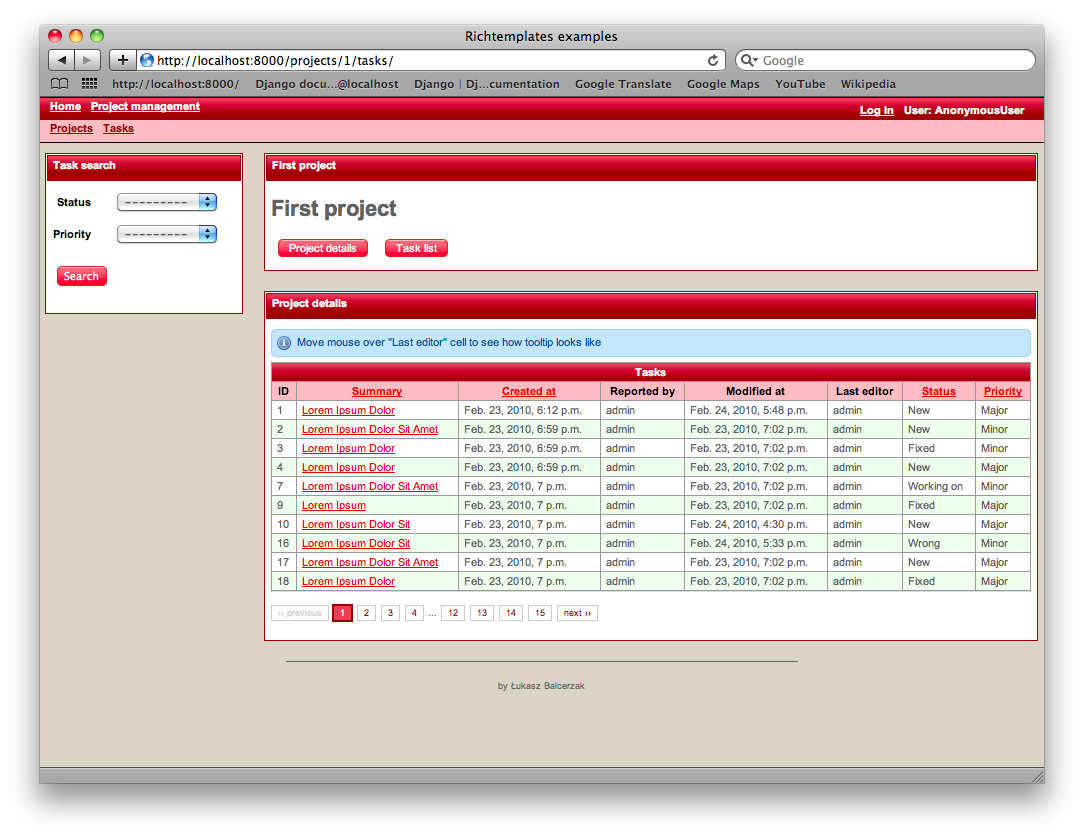 Richtemplates examples
http://localhost:8000/projects/1/tasks/
Google
http://localhost:8000/ Django docu...@localhost Django | Dj...cumentation Google Translate Google Maps YouTube Wikipedia
Home Project management Log In User: AnonymousUser
Projects Tasks
Task search
Status ---------
Priority ---------
Search
First project
First project
Project details Task list
Project details
Move mouse over "Last editor" cell to see how tooltip looks like
Tasks
ID Summary Created at Reported by Modified at Last editor Status Priority
1 Lorem Ipsum Dolor Feb. 23, 2010, 6:12 p.m. admin Feb. 24, 2010, 5:48 p.m. admin New Major
2 Lorem Ipsum Dolor Sit Amet Feb. 23, 2010, 6:59 p.m. admin Feb. 23, 2010, 7:02 p.m. admin New Minor
3 Lorem Ipsum Dolor Feb. 23, 2010, 6:59 p.m. admin Feb. 23, 2010, 7:02 p.m. admin Fixed Minor
4 Lorem Ipsum Dolor Feb. 23, 2010, 6:59 p.m. admin Feb. 23, 2010, 7:02 p.m. admin New Major
7 Lorem Ipsum Dolor Sit Amet Feb. 23, 2010, 7 p.m. admin Feb. 23, 2010, 7:02 p.m. admin Working on Minor
9 Lorem Ipsum Feb. 23, 2010, 7 p.m. admin Feb. 23, 2010, 7:02 p.m. admin Fixed Major
10 Lorem Ipsum Dolor Sit Feb. 23, 2010, 7 p.m. admin Feb. 24, 2010, 4:30 p.m. admin New Major
16 Lorem Ipsum Dolor Sit Feb. 23, 2010, 7 p.m. admin Feb. 24, 2010, 5:33 p.m. admin Wrong Minor
17 Lorem Ipsum Dolor Sit Amet Feb. 23, 2010, 7 p.m. admin Feb. 23, 2010, 7:02 p.m. admin New Major
18 Lorem Ipsum Dolor Feb. 23, 2010, 7 p.m. admin Feb. 23, 2010, 7:02 p.m. admin Fixed Major
‹‹ previous 1 2 3 4 ... 12 13 14 15 next ››
by Łukasz Balcerzak